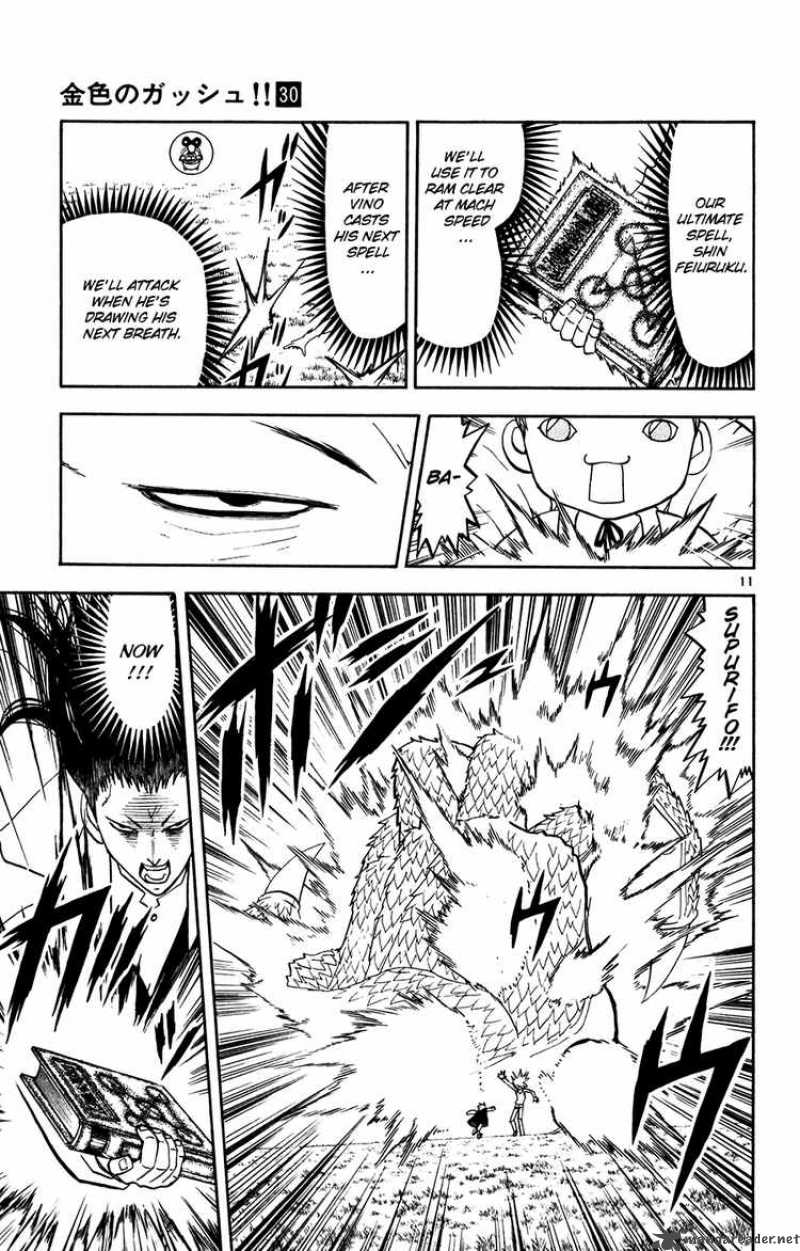 金色のガッシュ!! 30
OUR
ULTIMATE
SPELL,
SHIN
FEIURUKU.
WE'LL
USE IT TO
RAM CLEAR
AT MACH
SPEED
...
AFTER
VINO
CASTS
HIS NEXT
SPELL
...
WE'LL ATTACK
WHEN HE'S
DRAWING HIS
NEXT BREATH.
BA-
11
SUPURIFO!!!
NOW
!!!
mangareader.net